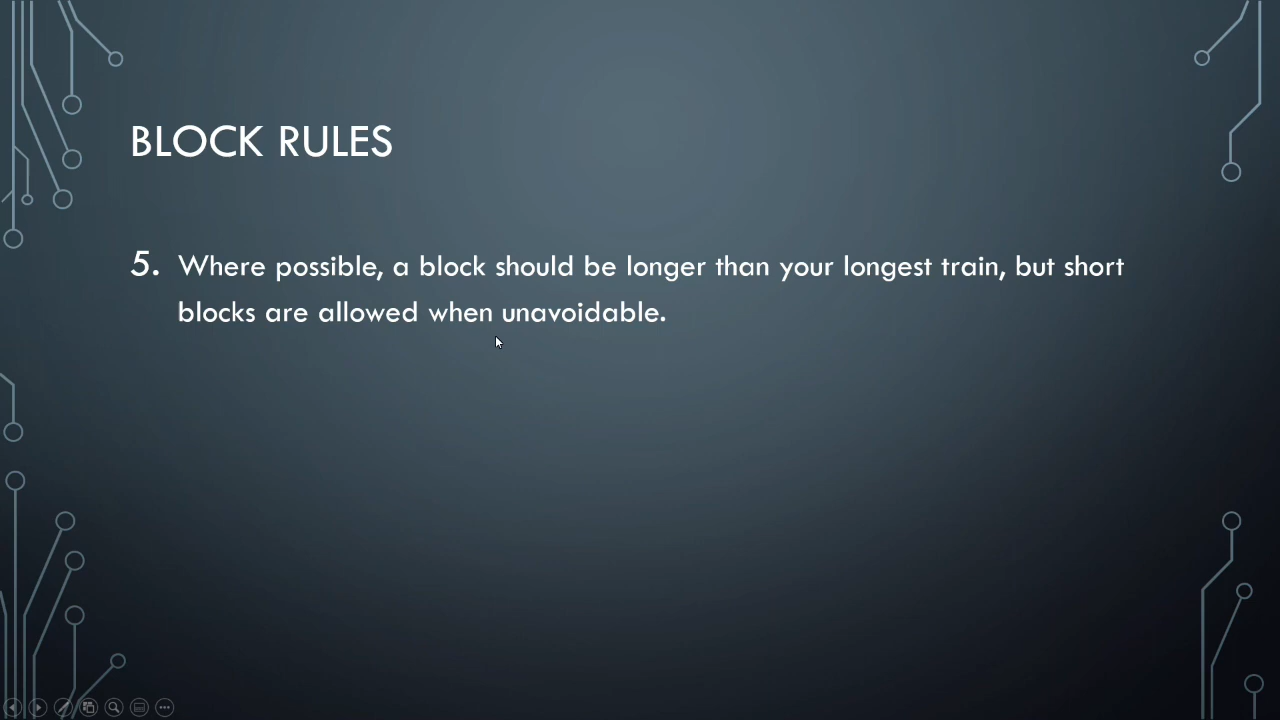 BLOCK RULES
5. Where possible, a block should be longer than your longest train, but short
blocks are allowed when unavoidable.